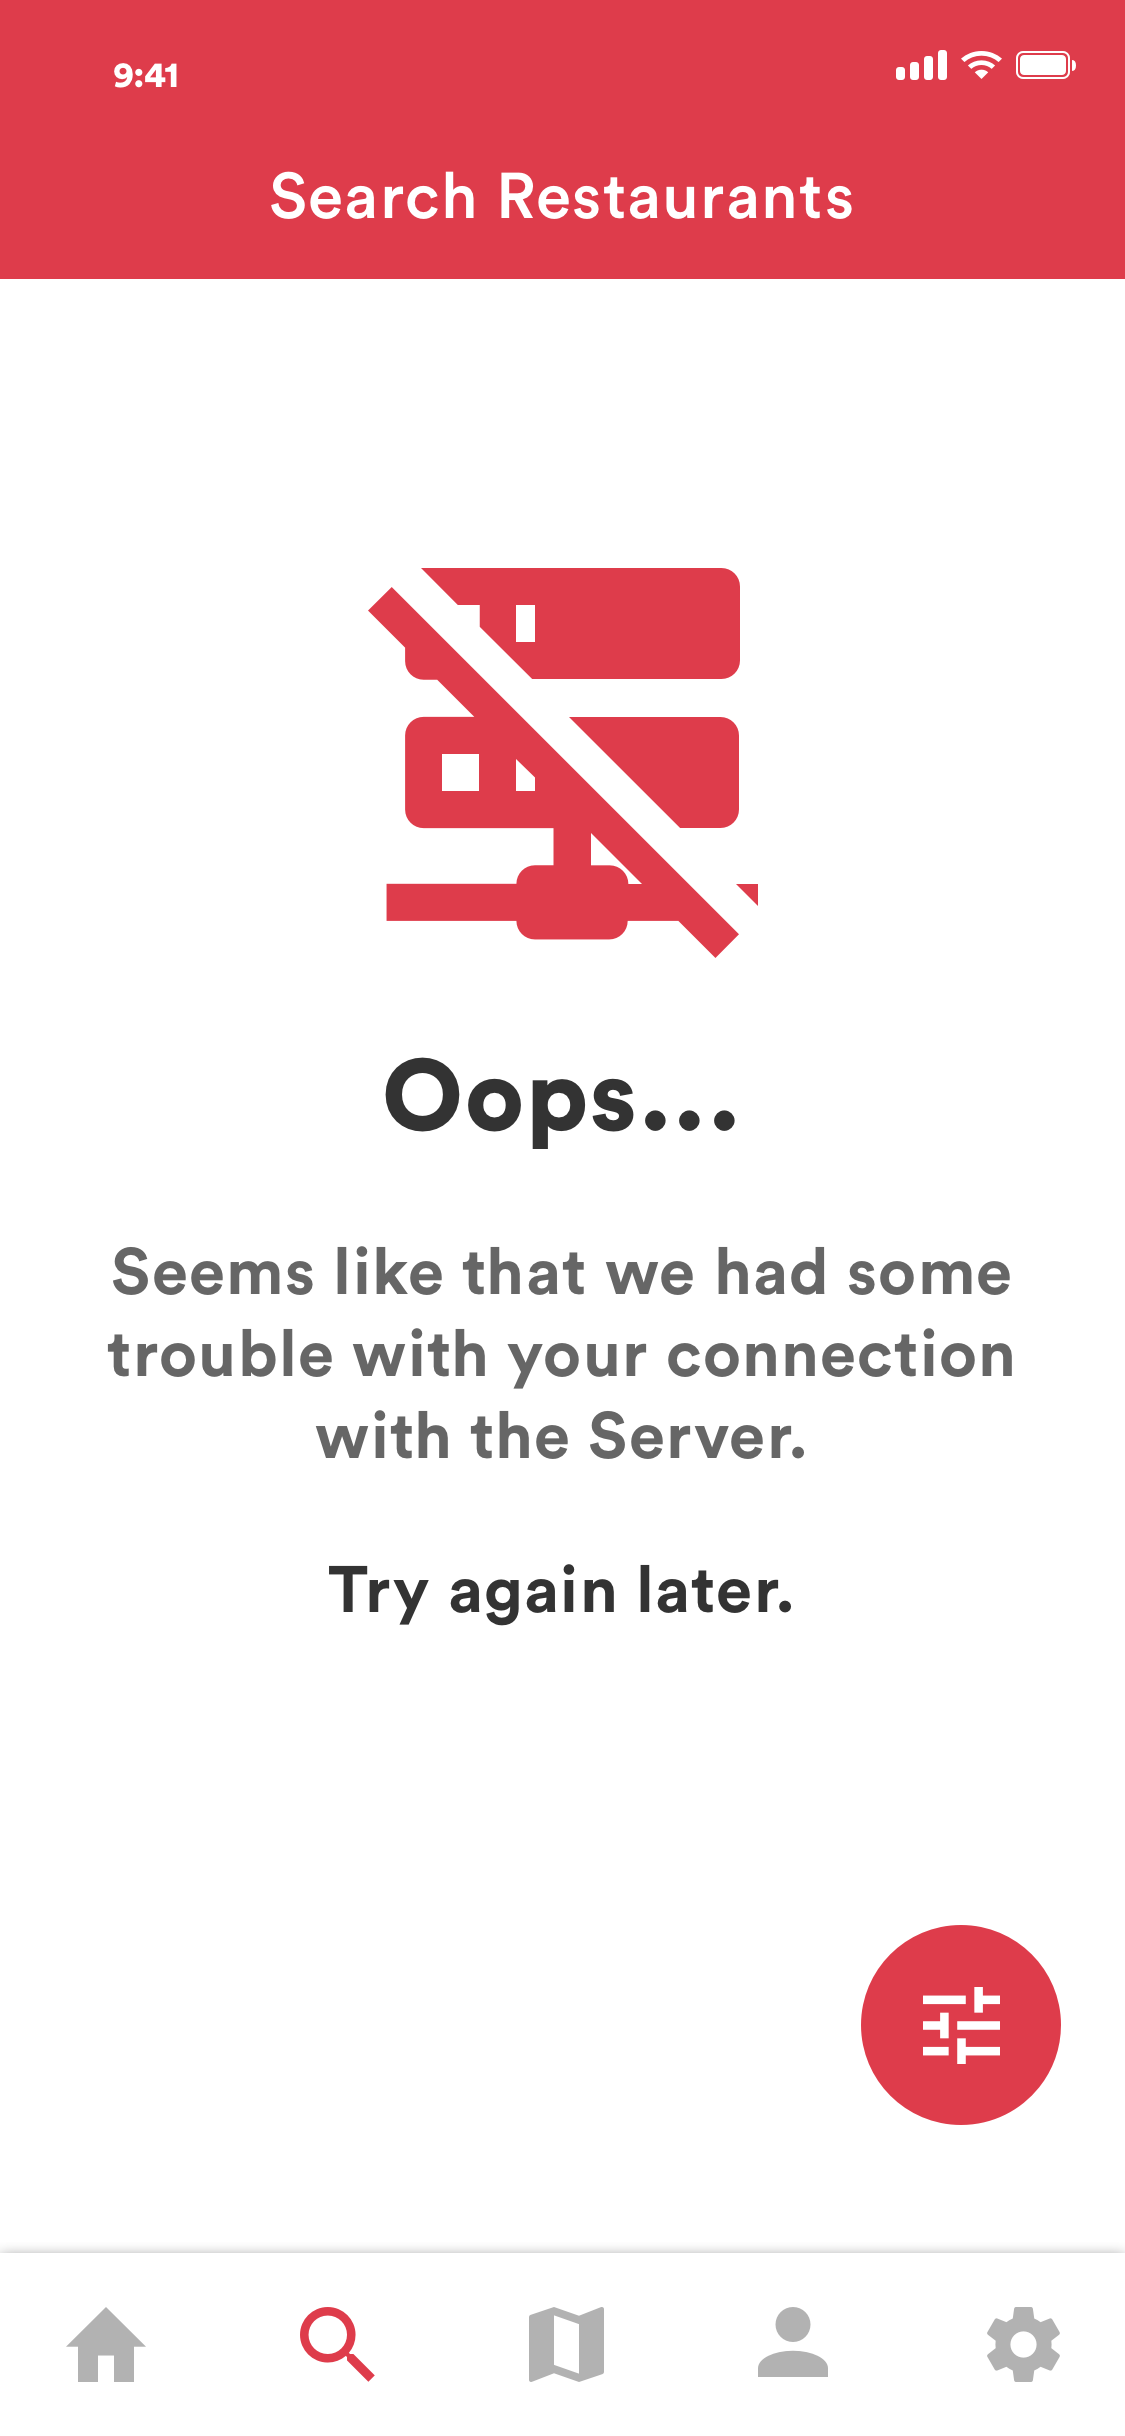 9:41
Search Restaurants
Oops...
Seems like that we had some
trouble with your connection
with the Server.
Try again later.